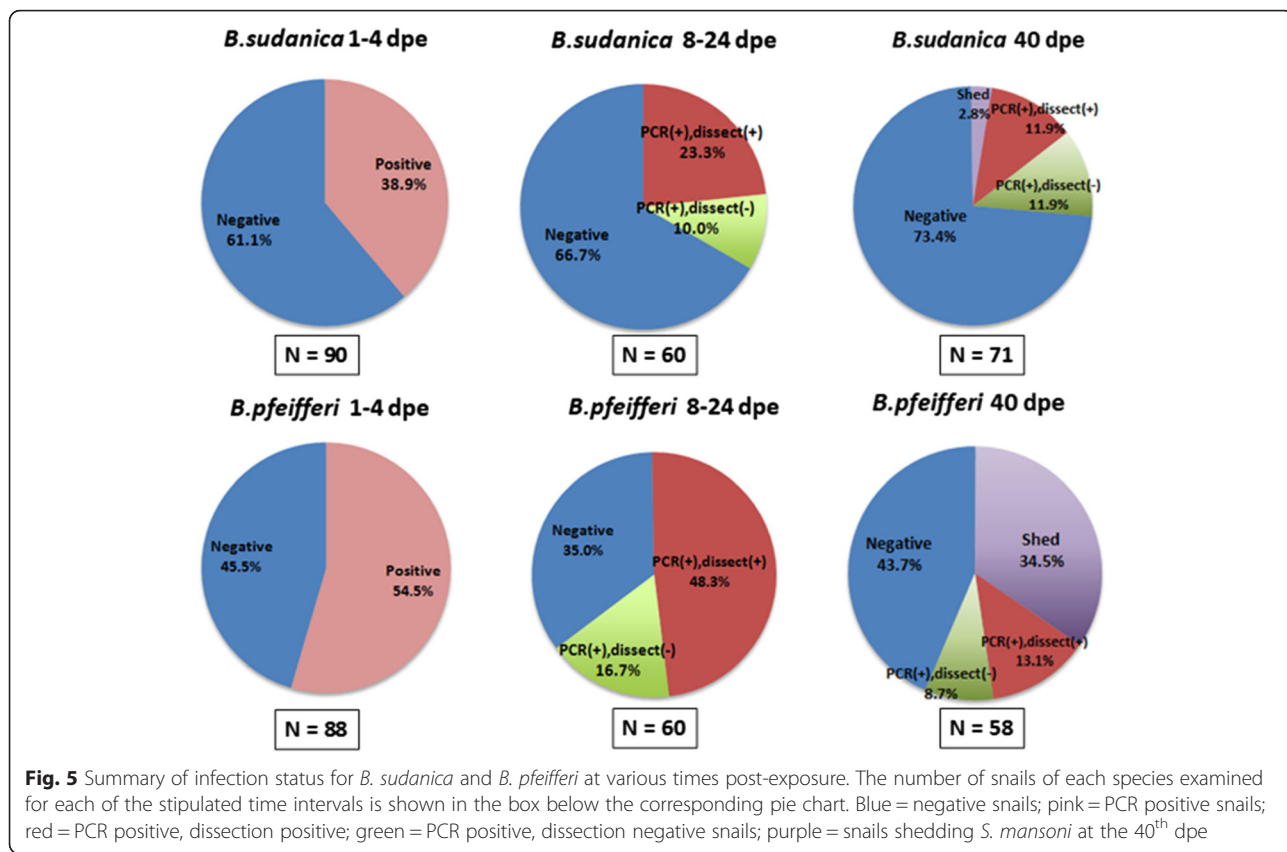 B.sudanica 1-4 dpe
B.sudanica 8-24 dpe
B.sudanica 40 dpe
Positive
38.9%
Negative
61.1%
PCR(+),dissect(+)
23.3%
PCR(+),dissect(-)
10.0%
Negative
66.7%
Shed
2.8%
PCR(+),dissect(+)
11.9%
PCR(+),dissect(-)
11.9%
Negative
73.4%
N = 90
N = 60
N = 71
B.pfeifferi 1-4 dpe
B.pfeifferi 8-24 dpe
B.pfeifferi 40 dpe
Negative
45.5%
Positive
54.5%
Negative
35.0%
PCR(+),dissect(+)
48.3%
PCR(+),dissect(-)
16.7%
Negative
43.7%
Shed
34.5%
PCR(+),dissect(+)
13.1%
PCR(+),dissect(-)
8.7%
N = 88
N = 60
N = 58
Fig. 5 Summary of infection status for B. sudanica and B. pfeifferi at various times post-exposure. The number of snails of each species examined
for each of the stipulated time intervals is shown in the box below the corresponding pie chart. Blue = negative snails; pink = PCR positive snails;
red = PCR positive, dissection positive; green = PCR positive, dissection negative snails; purple = snails shedding S. mansoni at the 40th dpe